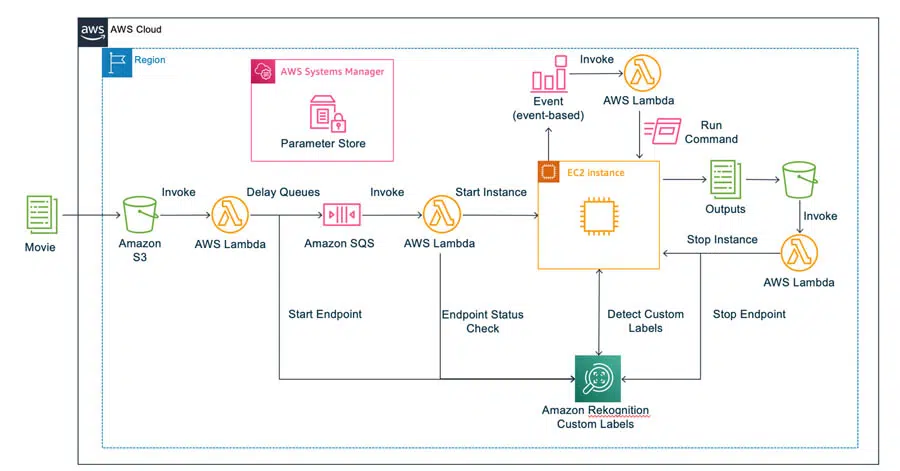 aws
AWS Cloud
Region
AWS Systems Manager
Parameter Store
Event
(event-based)
Invoke
AWS Lambda
Run
Command
EC2 instance
Outputs
Invoke
Movie
Amazon
S3
Invoke
AWS Lambda
Delay Queues
Amazon SQS
Invoke
AWS Lambda
Start Instance
Stop Instance
AWS Lambda
Start Endpoint
Endpoint Status
Check
Detect Custom
Labels
Stop Endpoint
Amazon Rekognition
Custom Labels